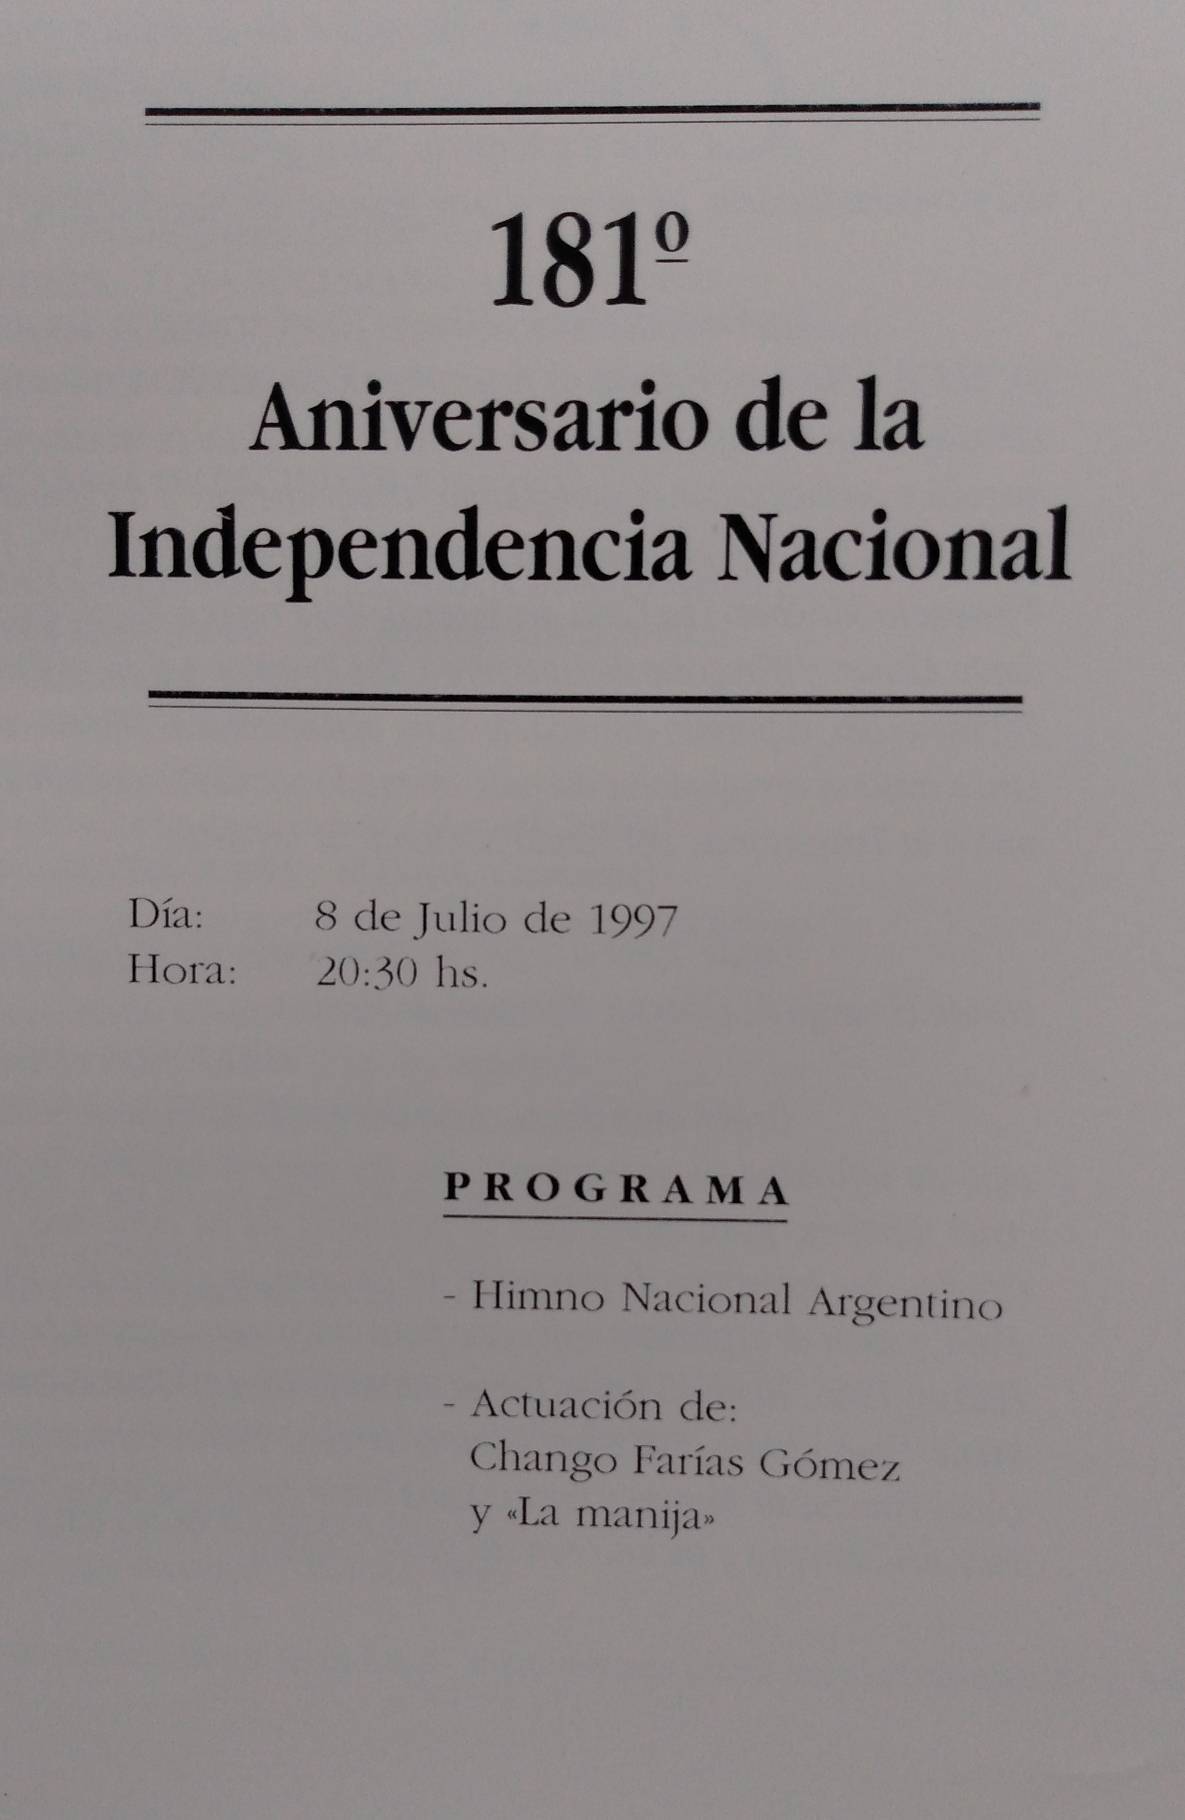 181º
Aniversario de la
Independencia Nacional
Día: 8 de Julio de 1997
Hora: 20:30 hs.
PROGRAMA
- Himno Nacional Argentino
- Actuación de:
Chango Farías Gómez
y «La manija»